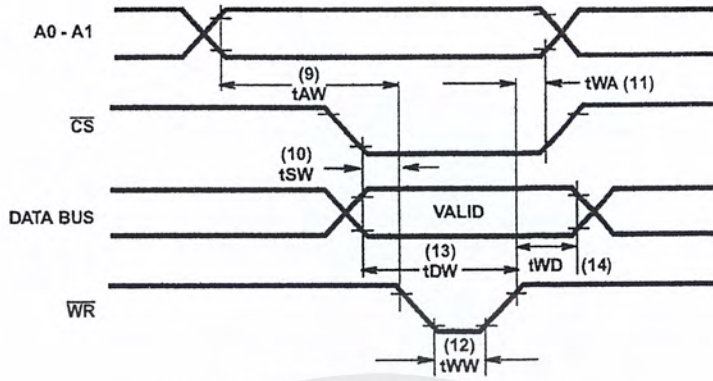 A0 - A1
(9)
tAW
tWA (11)
CS
(10)
tSW
DATA BUS
VALID
(13)
tDW
tWD (14)
WR
(12)
tWW